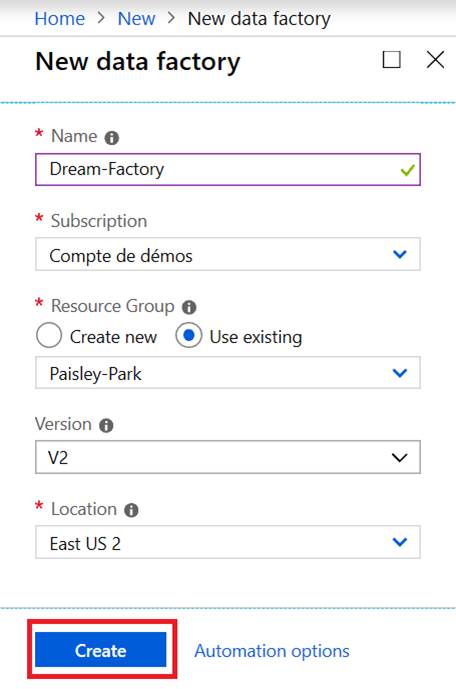 Home > New > New data factory
New data factory
* Name
Dream-Factory
* Subscription
Compte de démos
* Resource Group
Create new Use existing
Paisley-Park
Version
V2
* Location
East US 2
Create Automation options